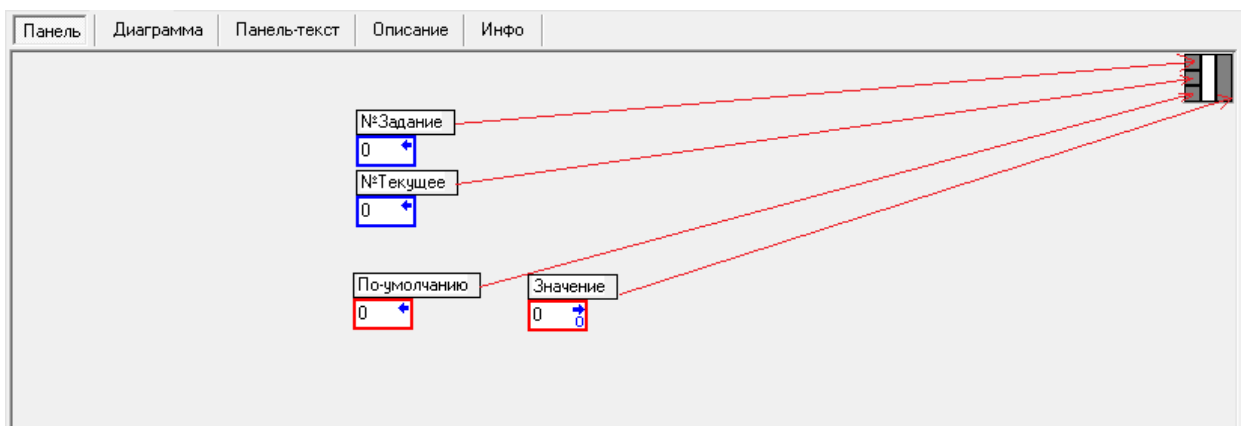 Панель Диаграмма Панель-текст Описание Инфо
№Задание
0
№Текущее
0
По-умолчанию Значение
0 0 0